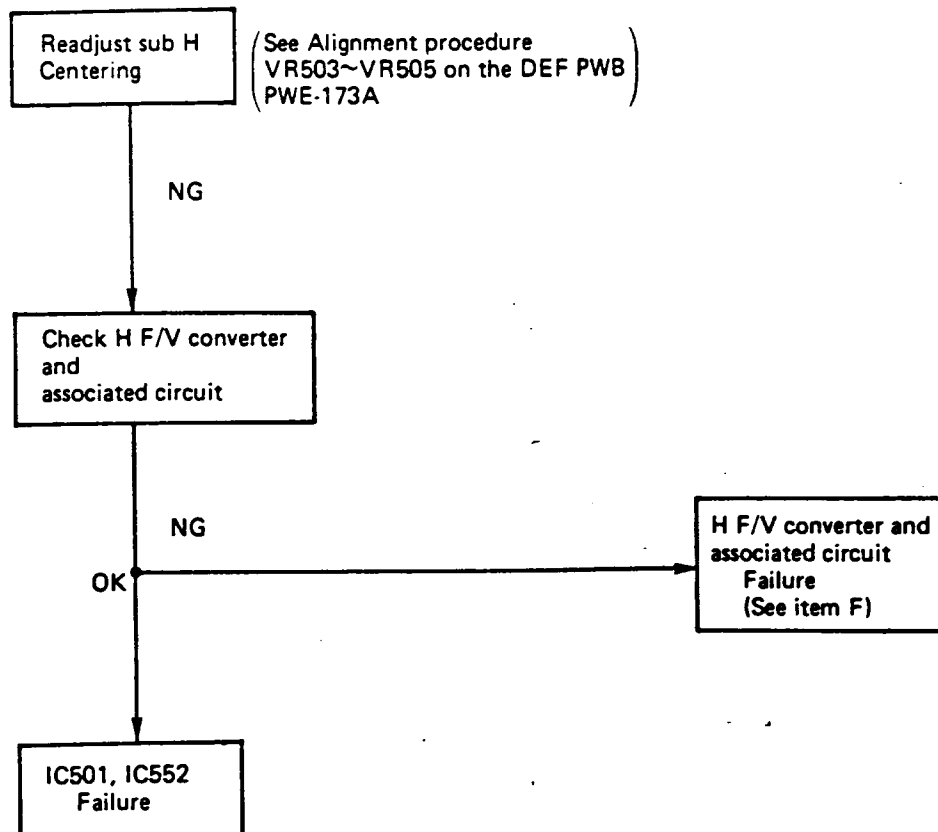 Readjust sub H
Centering
(See Alignment procedure
VR503~VR505 on the DEF PWB
PWE-173A)
NG
Check H F/V converter
and
associated circuit
NG
OK
H F/V converter and
associated circuit
Failure
(See item F)
IC501, IC552
Failure